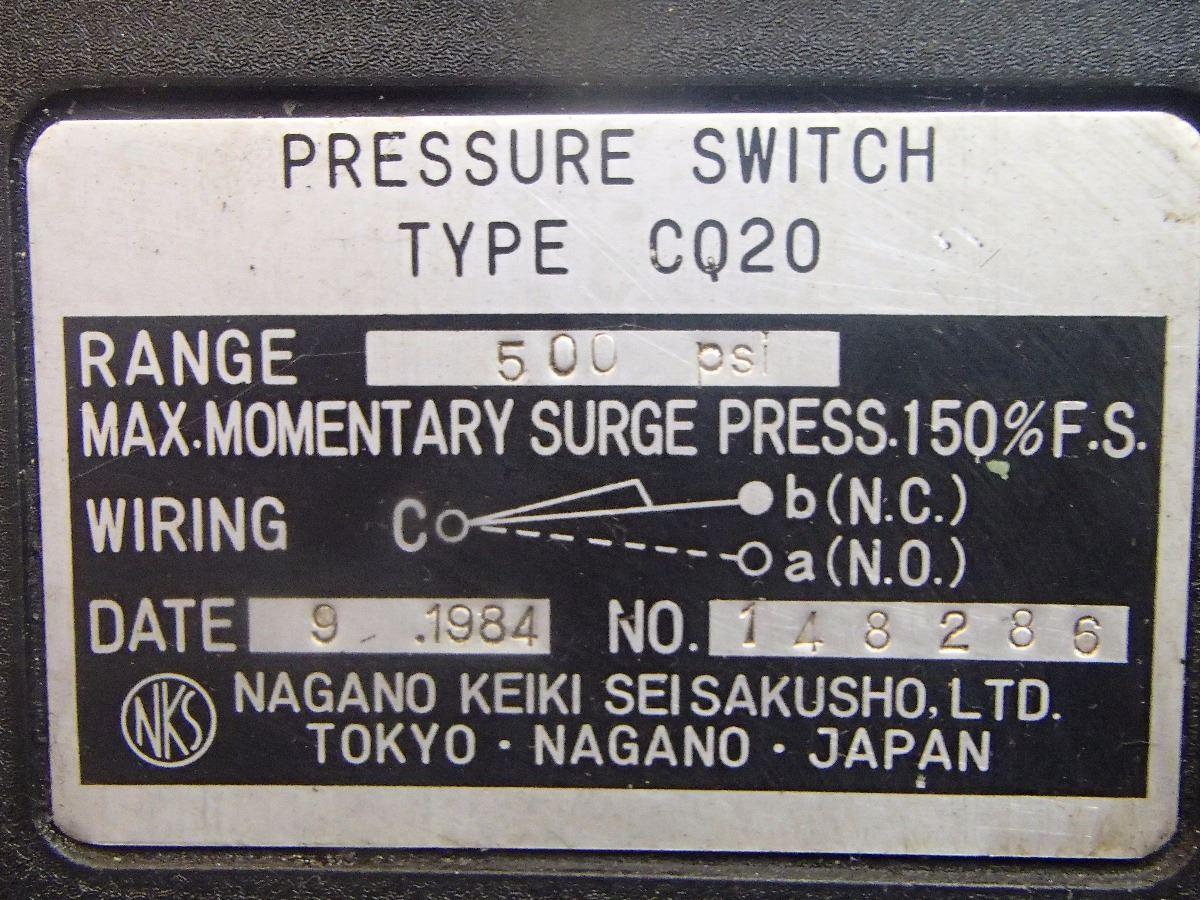 PRESSURE SWITCH
TYPE CQ20
RANGE 500 psi
MAX.MOMENTARY SURGE PRESS.150% F.S.
WIRING C b (N.C.)
a (N.O.)
DATE 9 .1984 NO. 148286
NKS NAGANO KEIKI SEISAKUSHO, LTD.
TOKYO · NAGANO · JAPAN